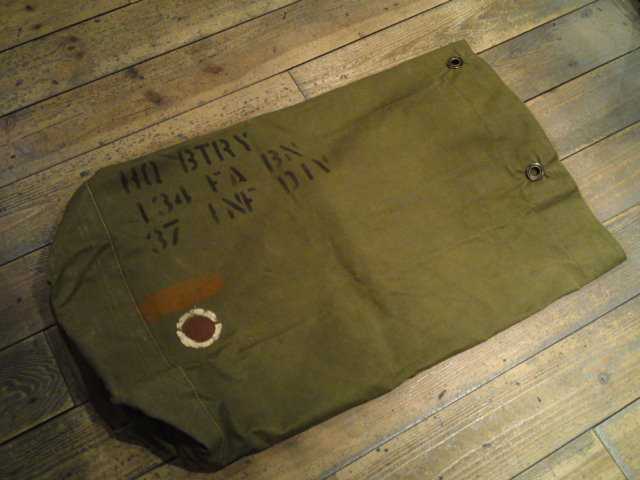 HQ BTRY
134 FA BN
37 INF DIV